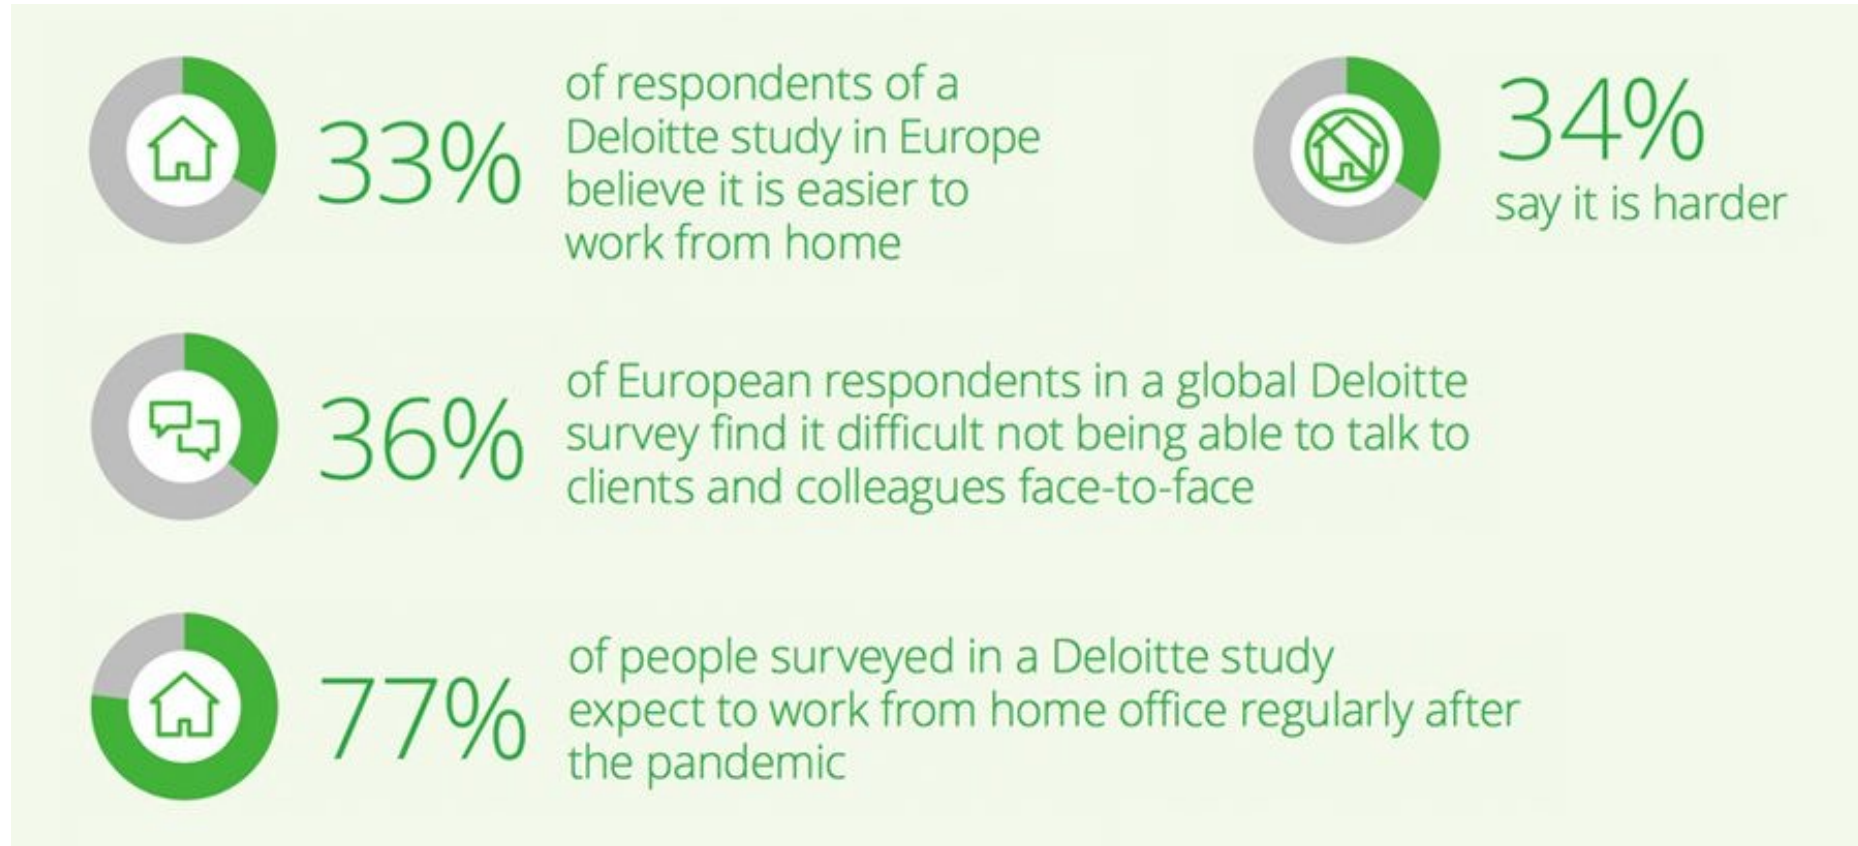 33%
of respondents of a
Deloitte study in Europe
believe it is easier to
work from home
34%
say it is harder
36%
of European respondents in a global Deloitte
survey find it difficult not being able to talk to
clients and colleagues face-to-face
77%
of people surveyed in a Deloitte study
expect to work from home office regularly after
the pandemic